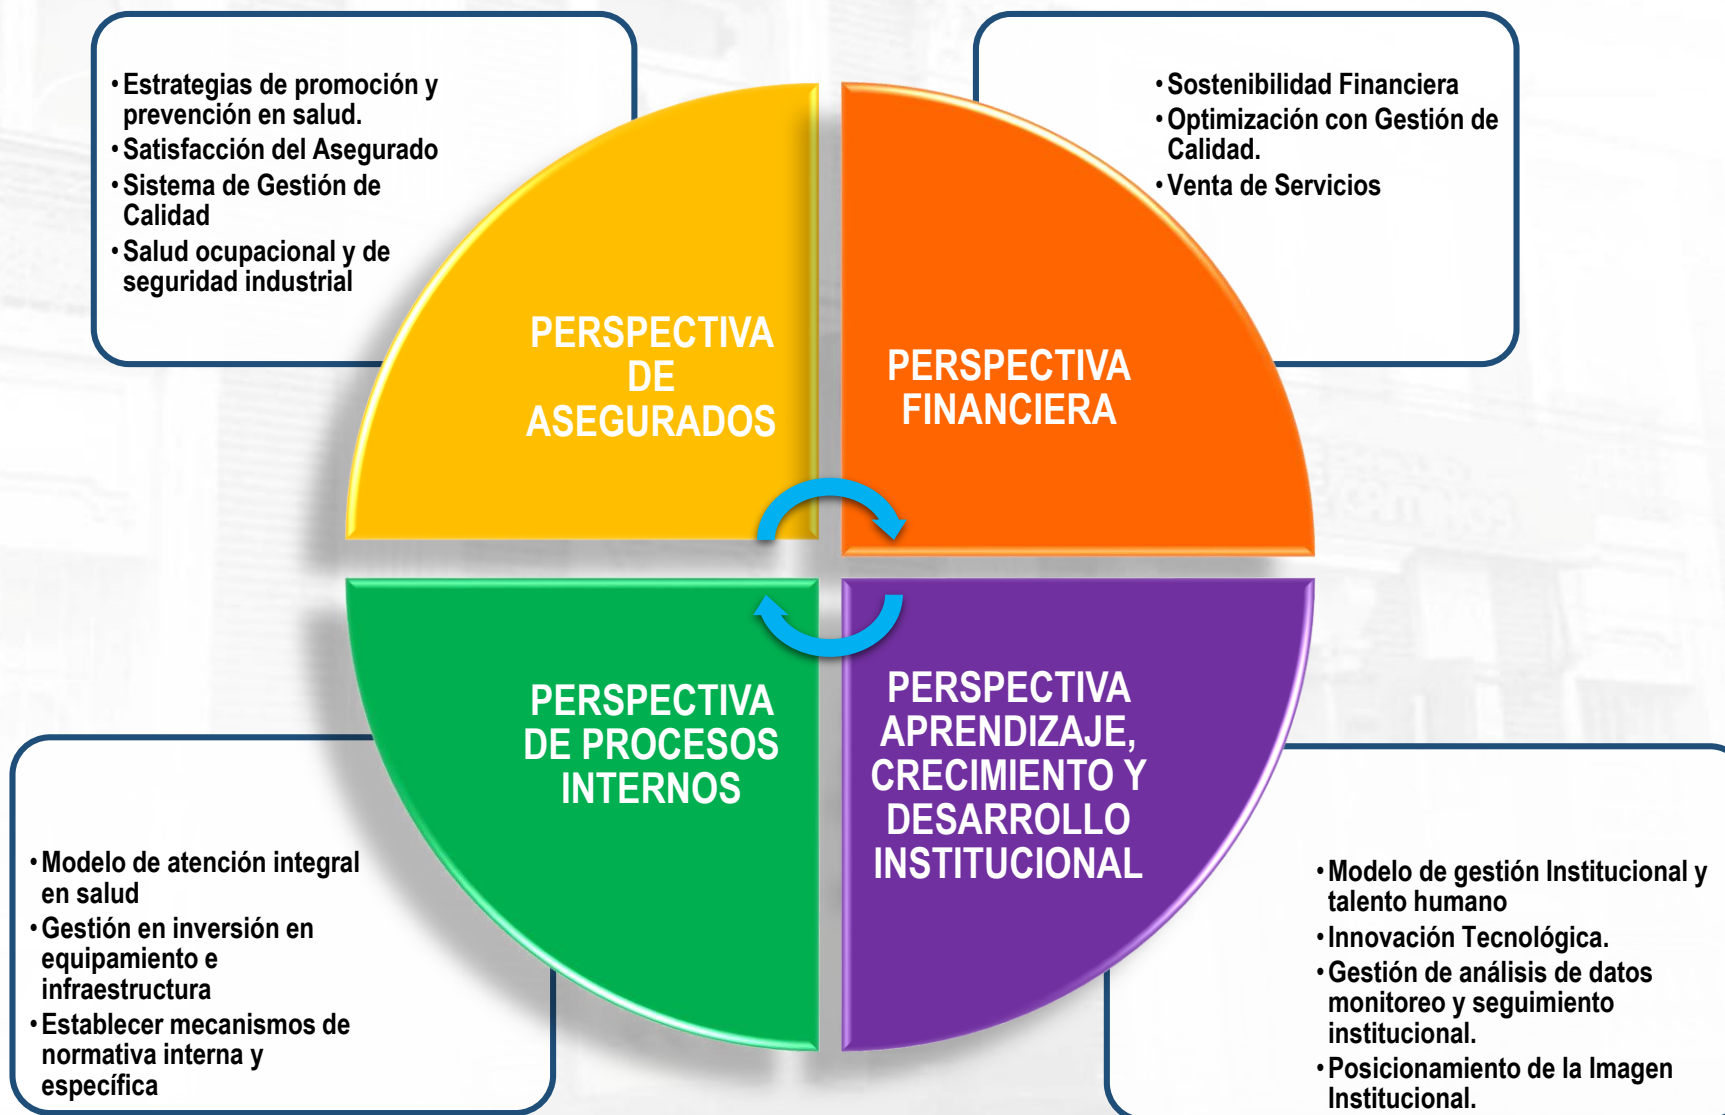 • Estrategias de promoción y
prevención en salud.
• Satisfacción del Asegurado
• Sistema de Gestión de
Calidad
• Salud ocupacional y de
seguridad industrial
• Sostenibilidad Financiera
• Optimización con Gestión de
Calidad.
• Venta de Servicios
PERSPECTIVA
DE
ASEGURADOS
PERSPECTIVA
FINANCIERA
PERSPECTIVA
DE PROCESOS
INTERNOS
PERSPECTIVA
APRENDIZAJE,
CRECIMIENTO Y
DESARROLLO
INSTITUCIONAL
• Modelo de atención integral
en salud
• Gestión en inversión en
equipamiento e
infraestructura
• Establecer mecanismos de
normativa interna y
específica
• Modelo de gestión Institucional y
talento humano
• Innovación Tecnológica.
• Gestión de análisis de datos
monitoreo y seguimiento
institucional.
• Posicionamiento de la Imagen
Institucional.